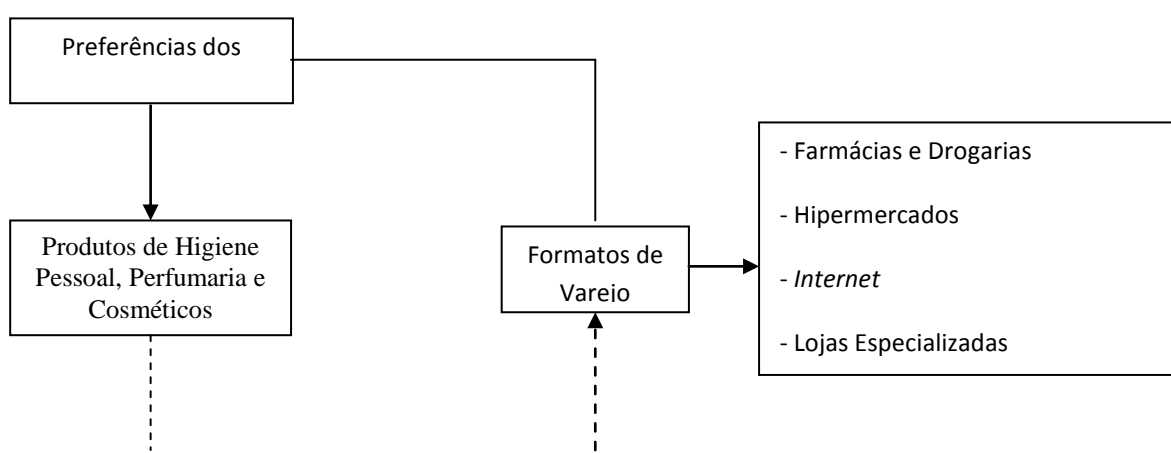 Preferências dos
- Farmácias e Drogarias
- Hipermercados
- Internet
- Lojas Especializadas
Produtos de Higiene
Pessoal, Perfumaria e
Cosméticos
Formatos de
Varejo